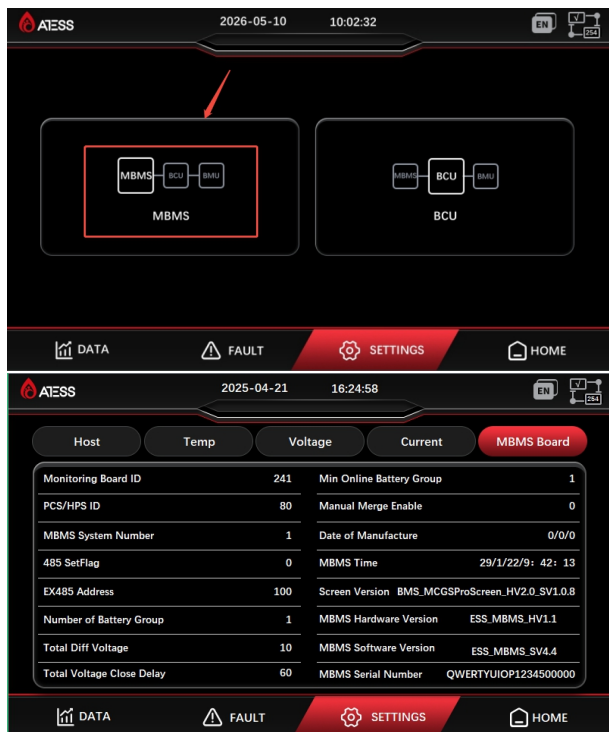 ATESS 2026-05-10 10:02:32 EN √ 254
MBMS BCU BMU
MBMS
MBMS BCU BMU
BCU
DATA FAULT SETTINGS HOME
ATESS 2025-04-21 16:24:58 EN √ 254
Host Temp Voltage Current MBMS Board
Monitoring Board ID 241 Min Online Battery Group 1
PCS/HPS ID 80 Manual Merge Enable 0
MBMS System Number 1 Date of Manufacture 0/0/0
485 SetFlag 0 MBMS Time 29/1/22/9: 42: 13
EX485 Address 100 Screen Version BMS_MCGSProScreen_HV2.0_SV1.0.8
Number of Battery Group 1 MBMS Hardware Version ESS_MBMS_HV1.1
Total Diff Voltage 10 MBMS Software Version ESS_MBMS_SV4.4
Total Voltage Close Delay 60 MBMS Serial Number QWERTYUIOP1234500000
DATA FAULT SETTINGS HOME